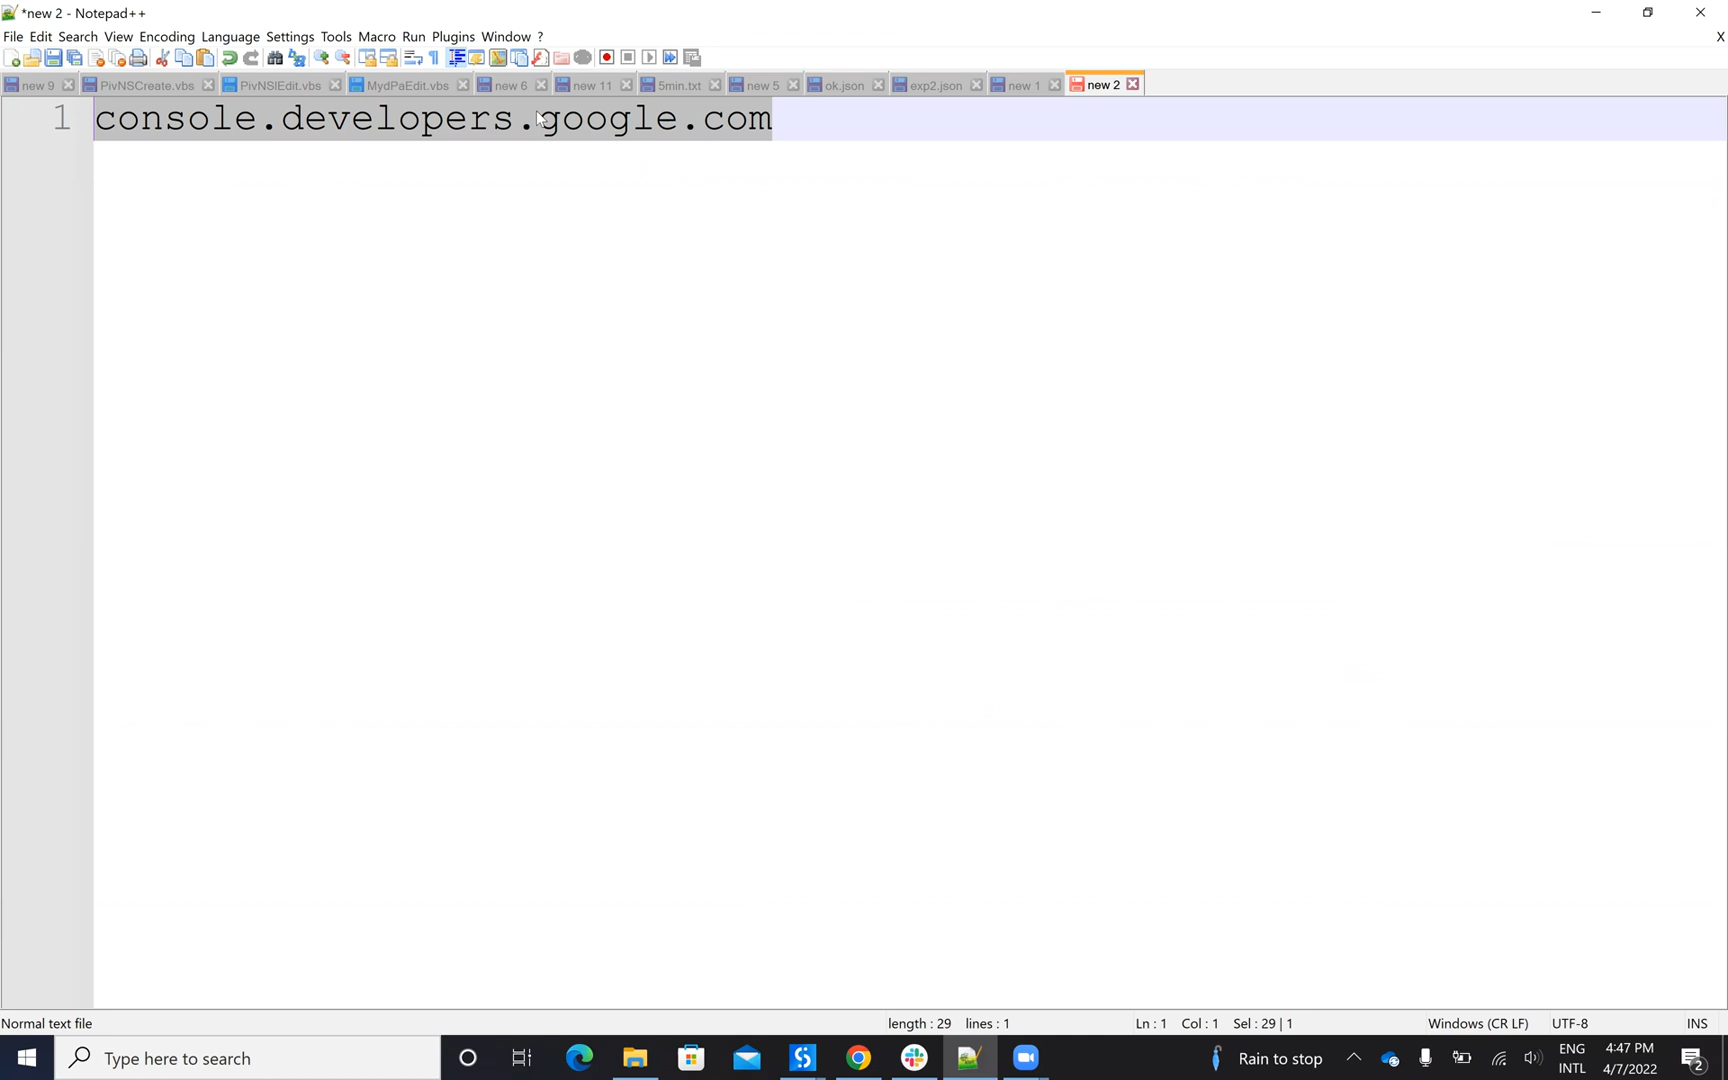 *new 2 - Notepad++
File Edit Search View Encoding Language Settings Tools Macro Run Plugins Window ? X
new 9 PivNSCreate.vbs PivNSlEdit.vbs MydPaEdit.vbs new 6 new 11 5min.txt new 5 ok.json exp2.json new 1 new 2
1 console.developers.google.com
Normal text file length : 29 lines : 1 Ln : 1 Col : 1 Sel : 29 | 1 Windows (CR LF) UTF-8 INS
Type here to search Rain to stop ENG INTL 4:47 PM 4/7/2022 2